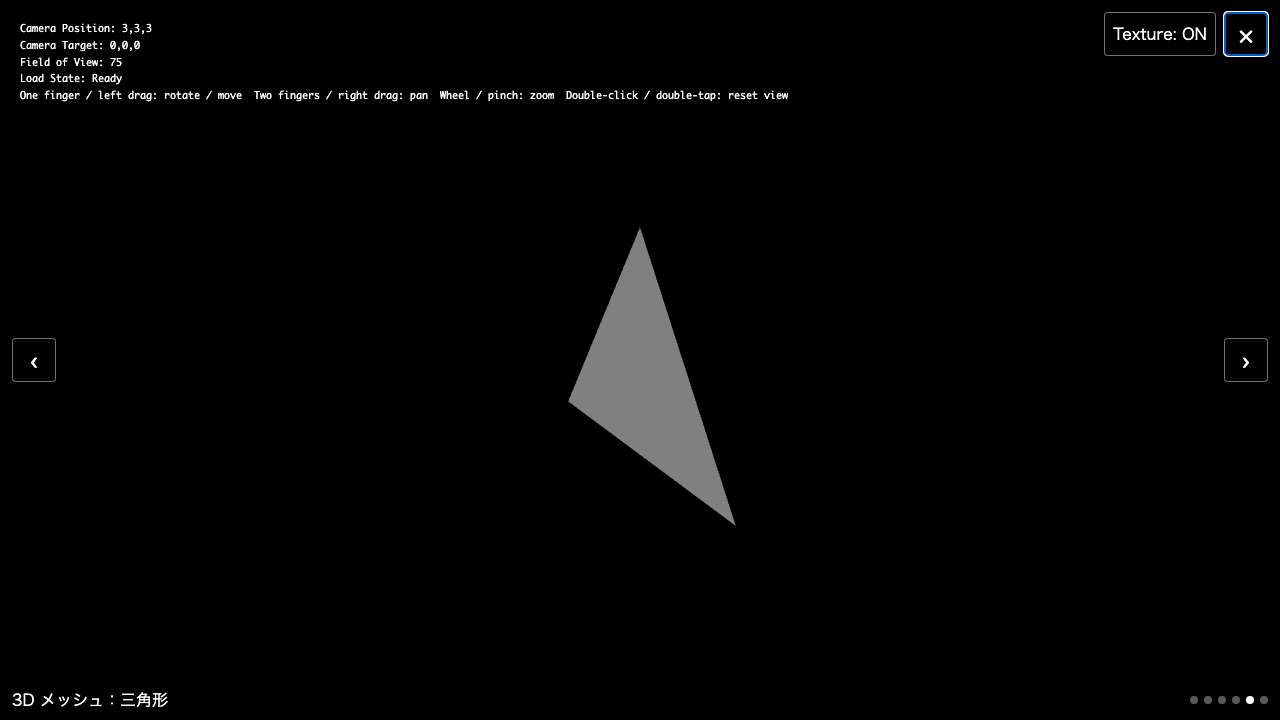 Camera Position: 3,3,3
Camera Target: 0,0,0
Field of View: 75
Load State: Ready
One finger / left drag: rotate / move  Two fingers / right drag: pan  Wheel / pinch: zoom  Double-click / double-tap: reset view
Texture: ON
×
‹
›
3D メッシュ：三角形